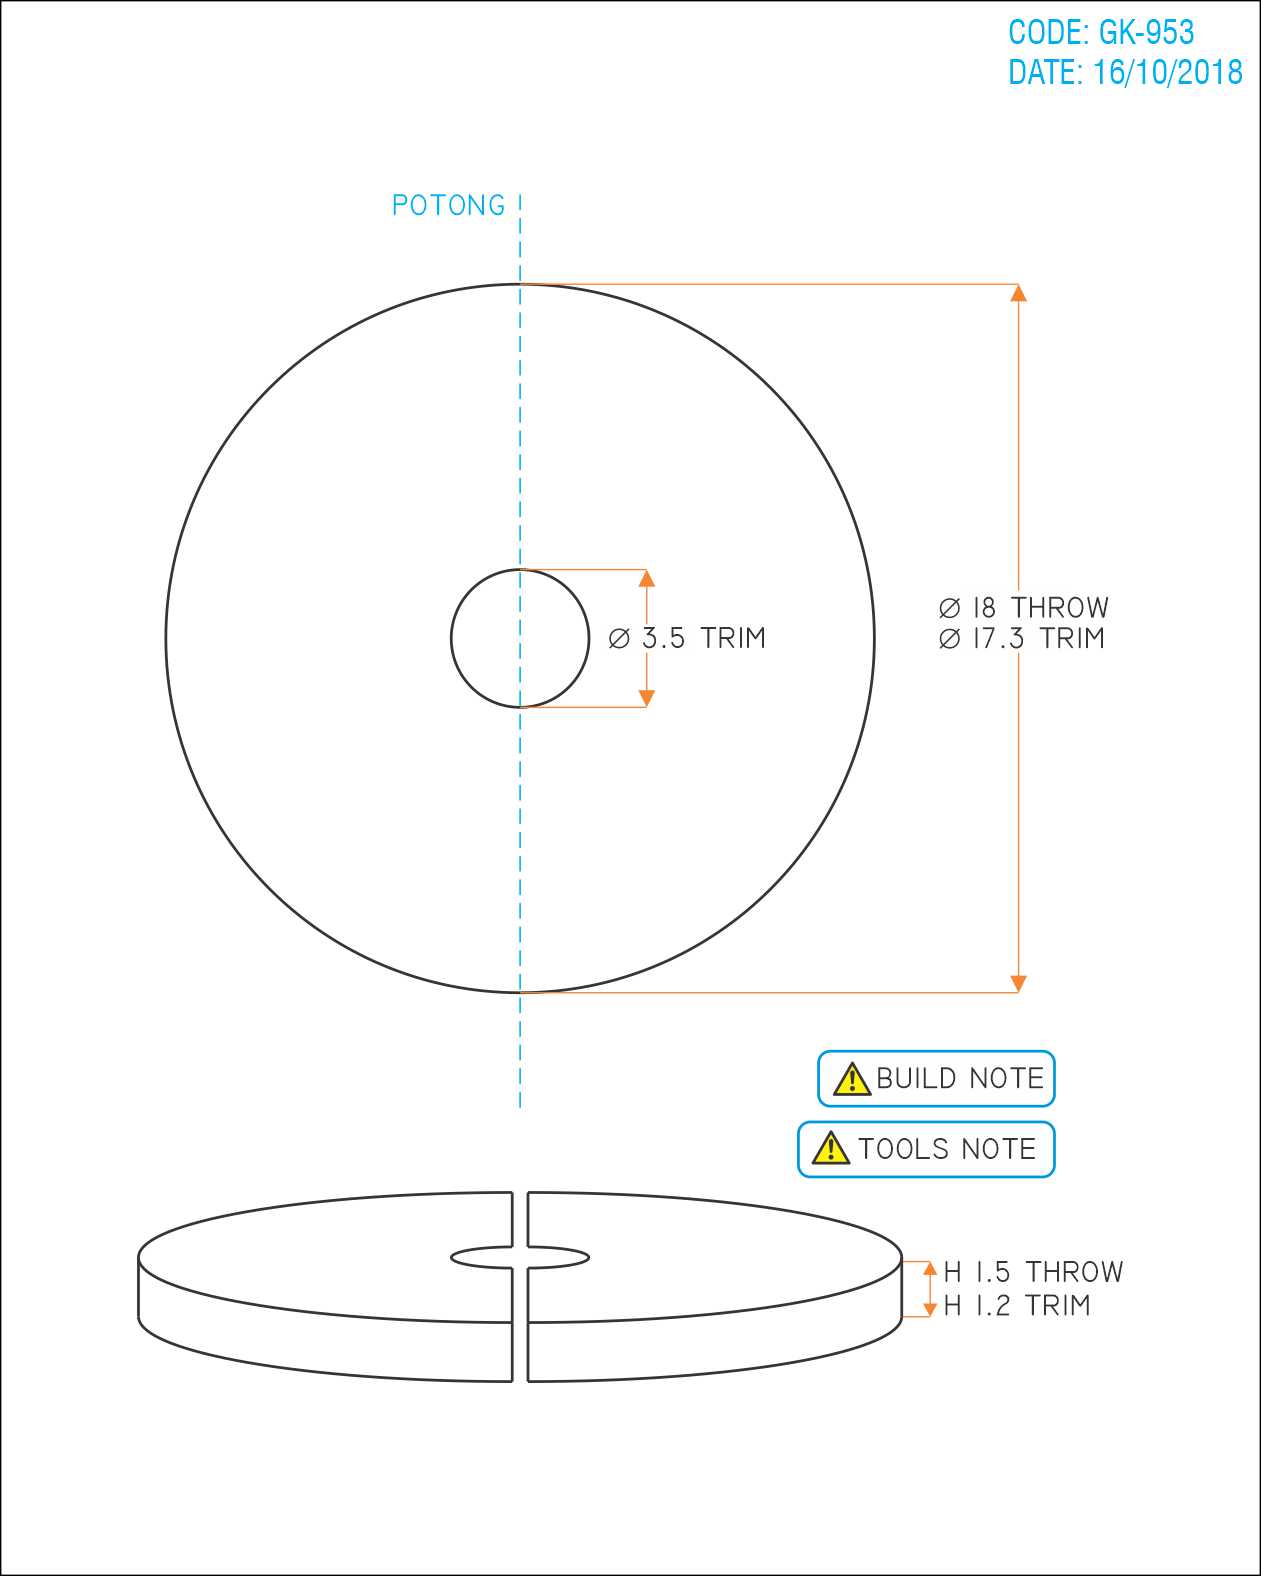 CODE: GK-953
DATE: 16/10/2018
POTONG
Ø 18 THROW
Ø 17.3 TRIM
Ø 3.5 TRIM
BUILD NOTE
TOOLS NOTE
H 1.5 THROW
H 1.2 TRIM